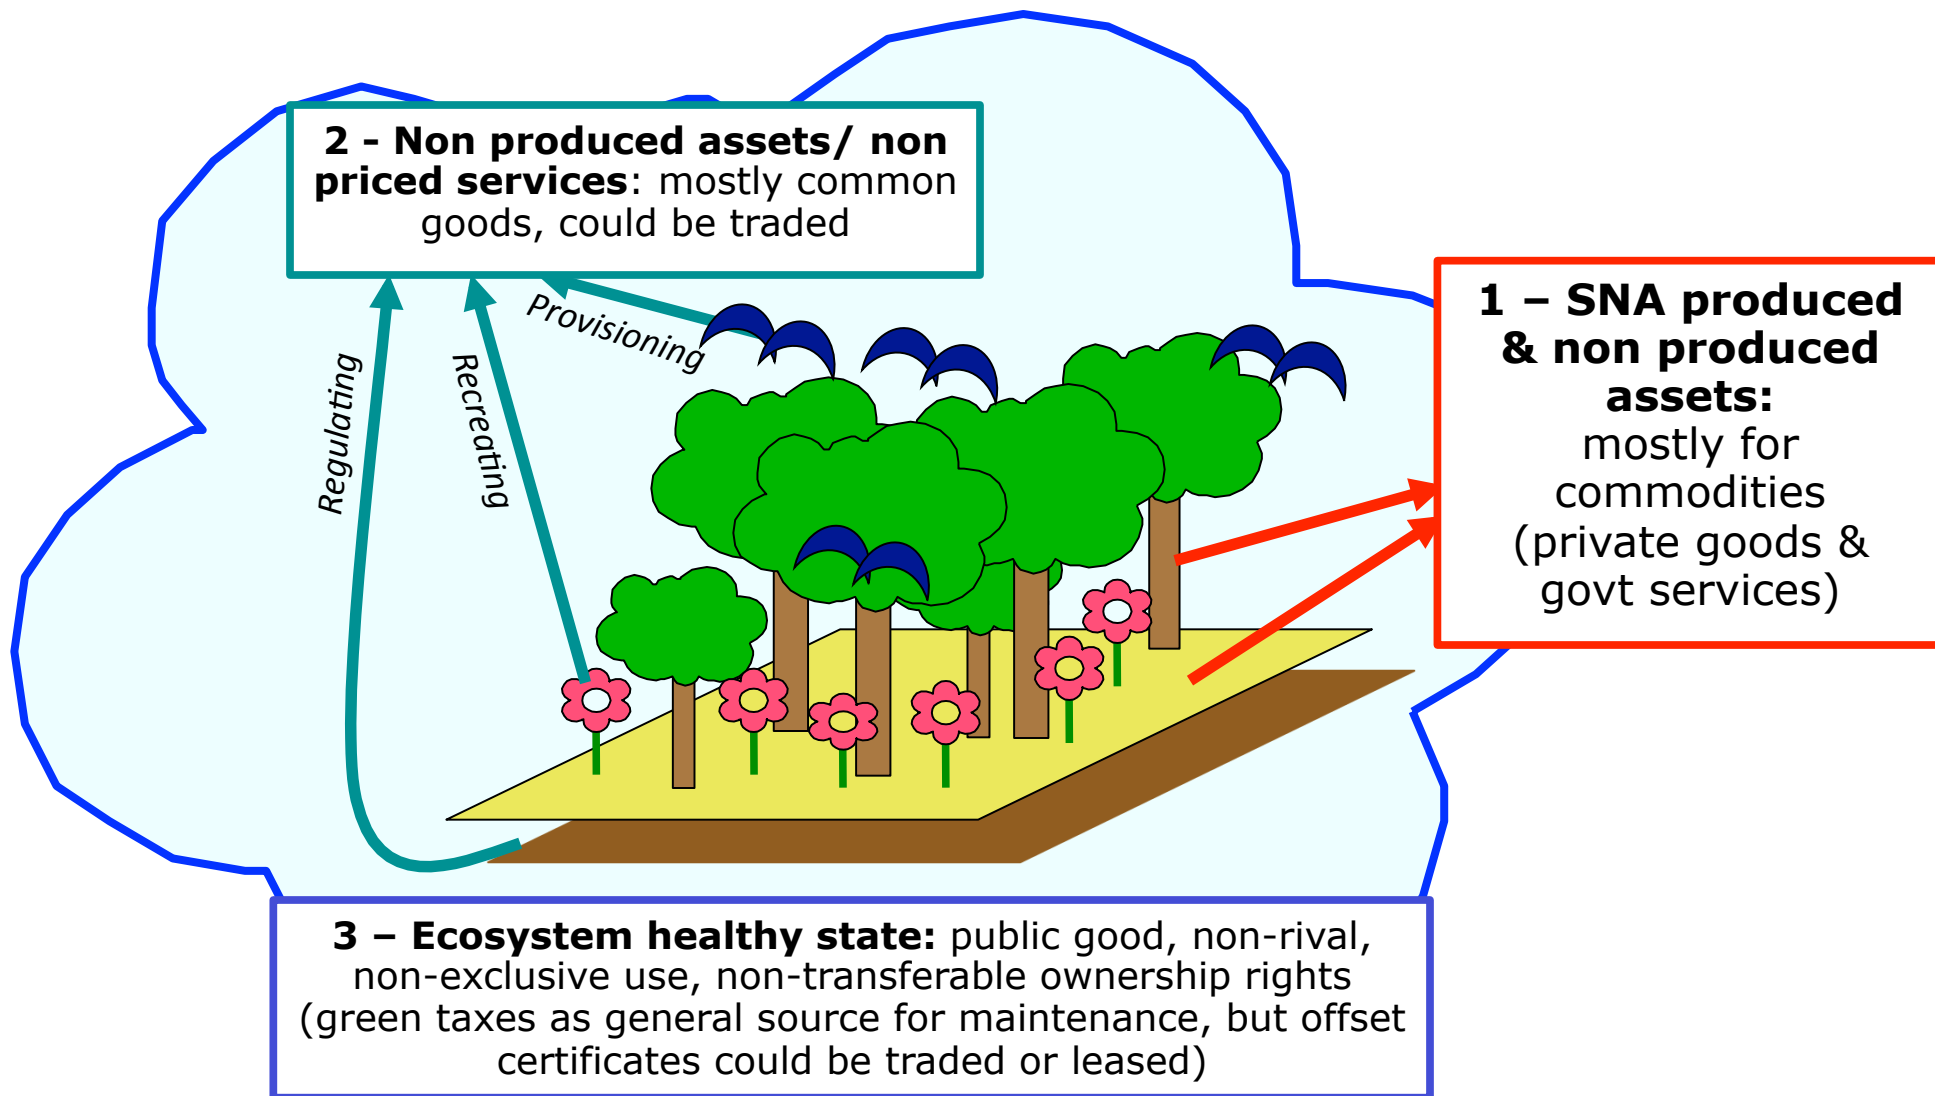 2 - Non produced assets/ non
priced services: mostly common
goods, could be traded
Provisioning
Recreating
Regulating
1 – SNA produced
& non produced
assets:
mostly for
commodities
(private goods &
govt services)
3 – Ecosystem healthy state: public good, non-rival,
non-exclusive use, non-transferable ownership rights
(green taxes as general source for maintenance, but offset
certificates could be traded or leased)